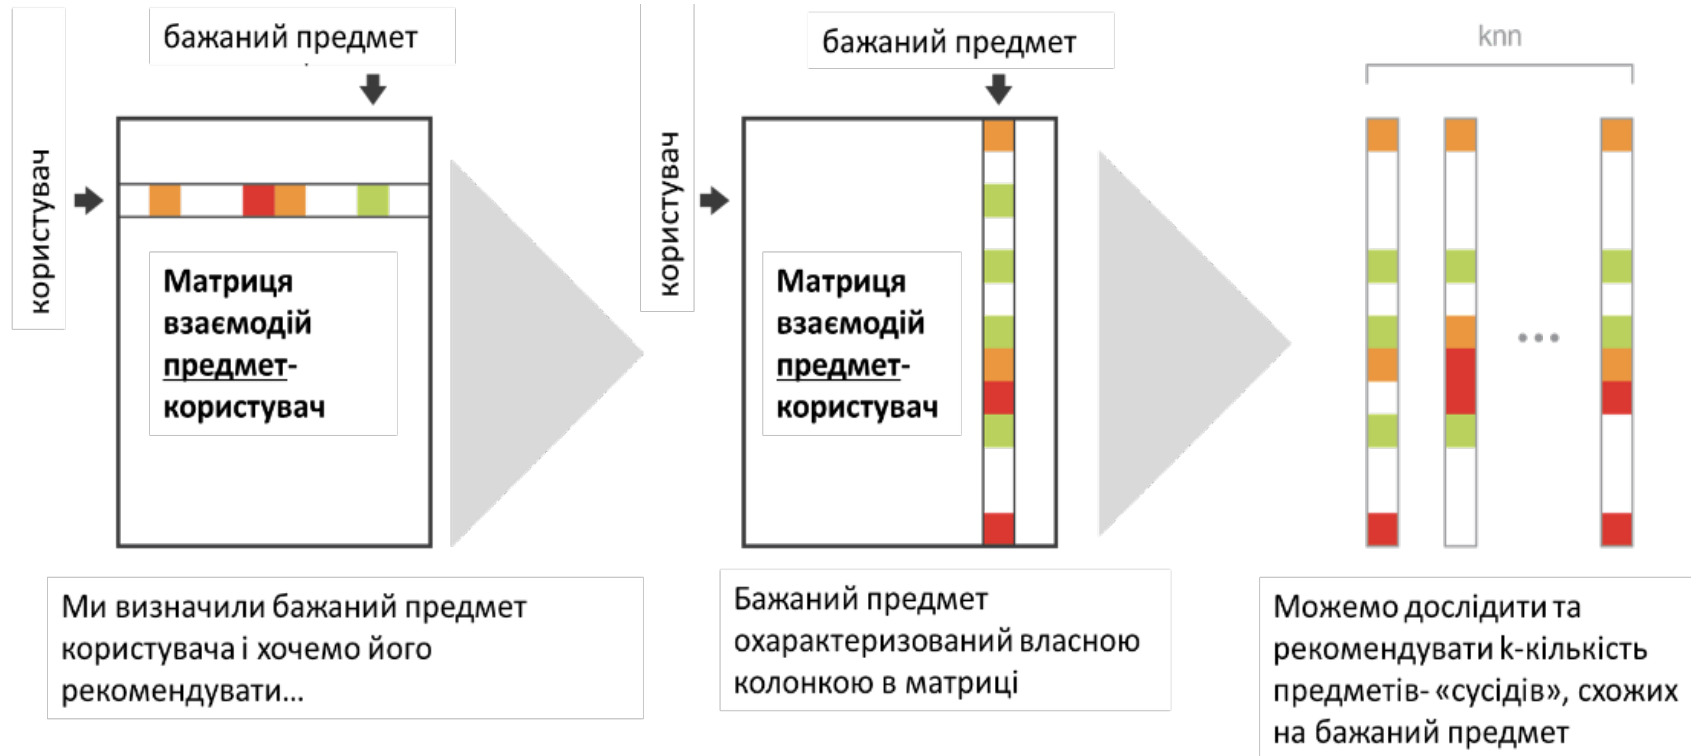 бажаний предмет
користувач
Матриця
взаємодій
предмет-
користувач
Ми визначили бажаний предмет
користувача і хочемо його
рекомендувати...
бажаний предмет
користувач
Матриця
взаємодій
предмет-
користувач
Бажаний предмет
охарактеризований власною
колонкою в матриці
knn
Можемо дослідити та
рекомендувати k-кількість
предметів- «сусідів», схожих
на бажаний предмет